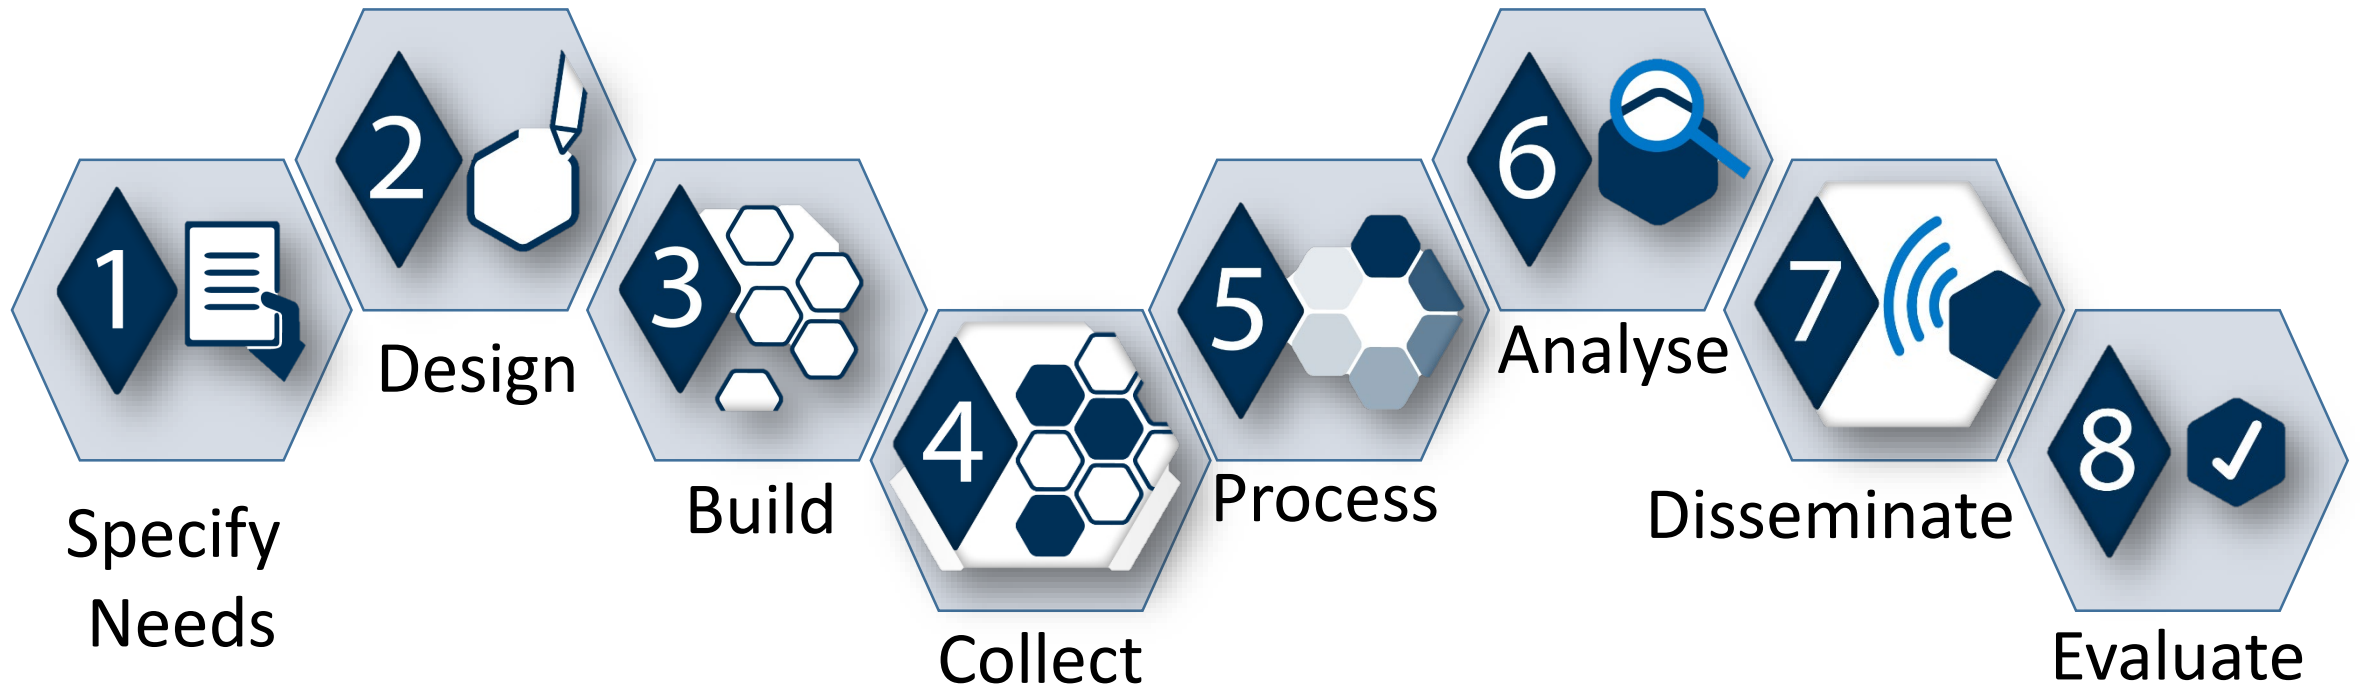 1
Specify
Needs
2
Design
3
Build
4
Collect
5
Process
6
Analyse
7
Disseminate
8
Evaluate